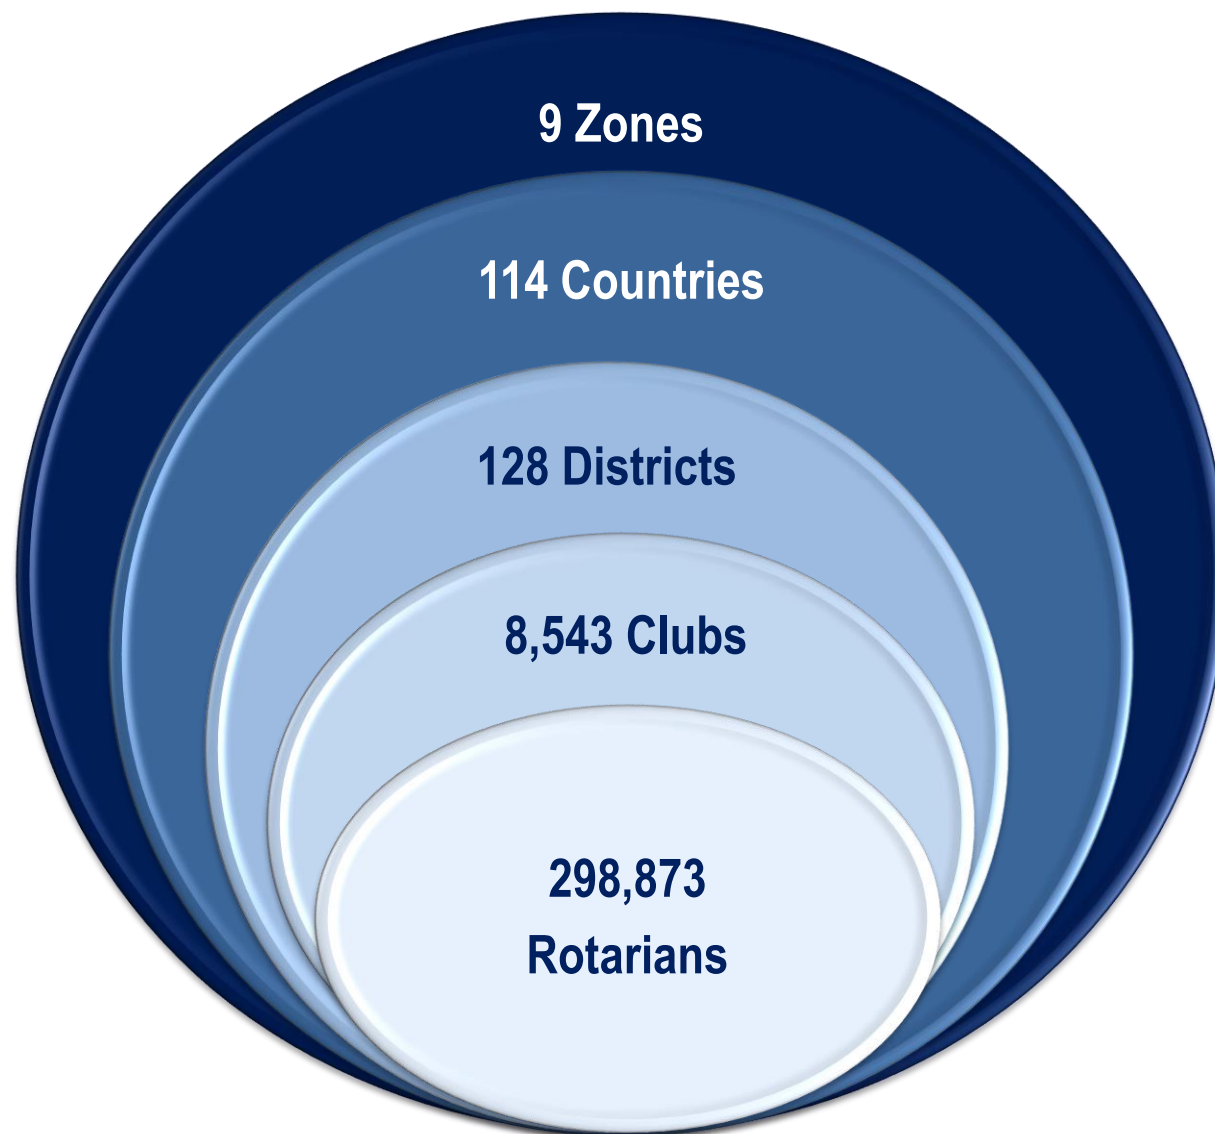 9 Zones
114 Countries
128 Districts
8,543 Clubs
298,873
Rotarians